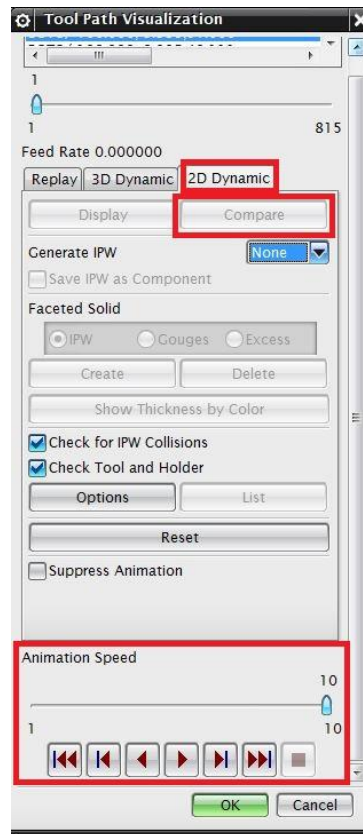 Tool Path Visualization
1
1 815
Feed Rate 0.000000
Replay 3D Dynamic 2D Dynamic
Display Compare
Generate IPW None
Save IPW as Component
Faceted Solid
IPW Gouges Excess
Create Delete
Show Thickness by Color
Check for IPW Collisions
Check Tool and Holder
Options List
Reset
Suppress Animation
Animation Speed
10
1 10
OK Cancel